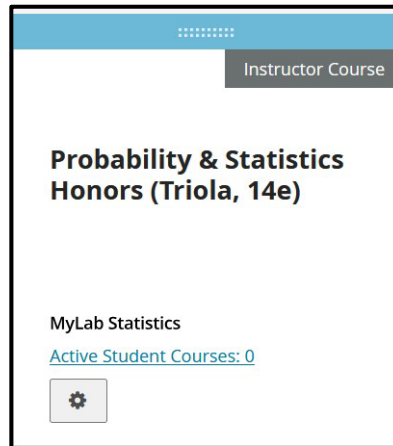 Instructor Course
Probability & Statistics
Honors (Triola, 14e)
MyLab Statistics
Active Student Courses: 0